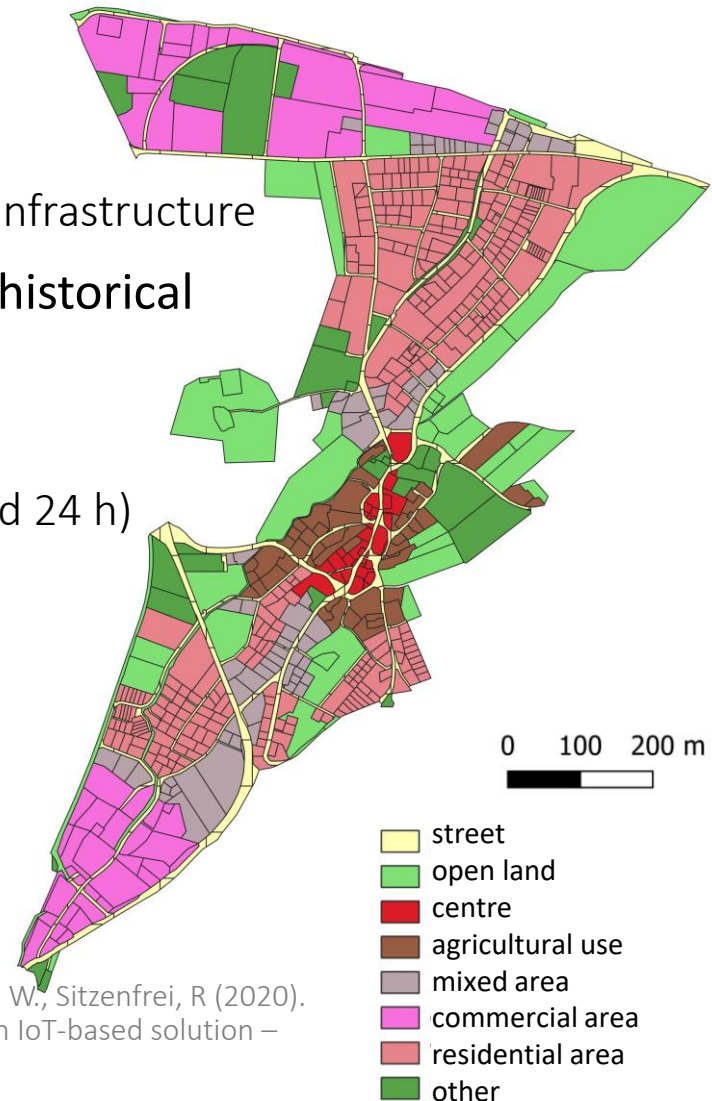 nfrastructure
historical
d 24 h)
0 100 200 m
street
open land
centre
agricultural use
mixed area
commercial area
residential area
other
W., Sitzenfrei, R (2020).
n IoT-based solution –